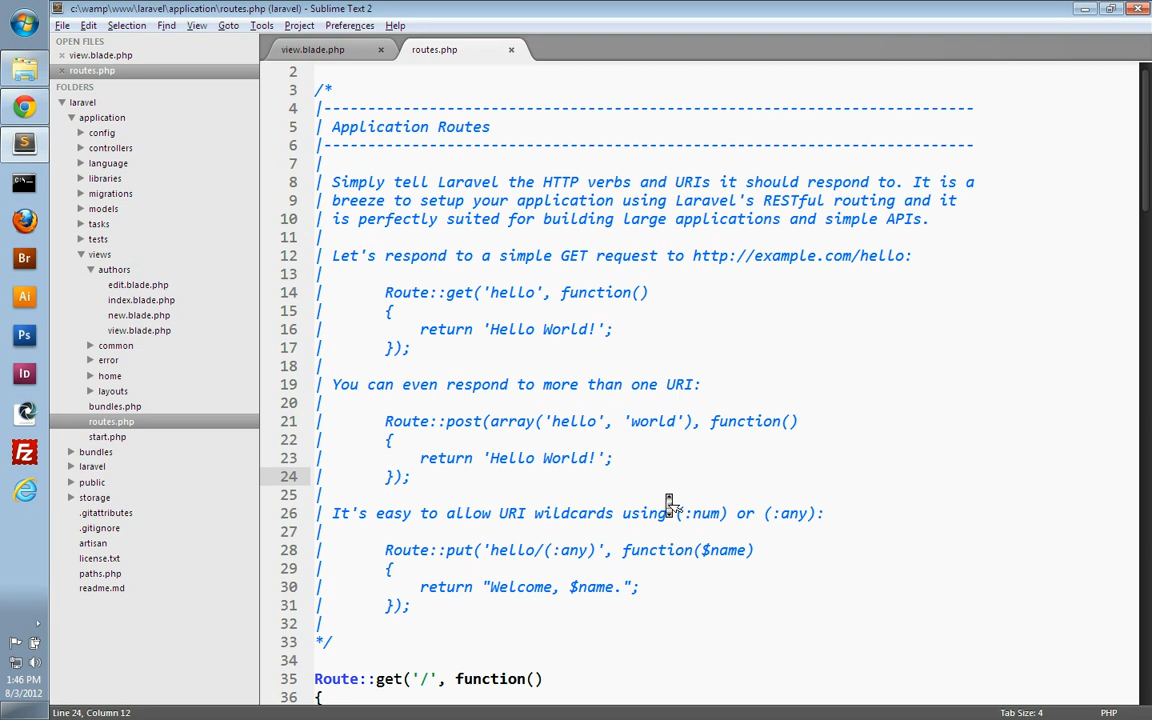 c:\wamp\www\laravel\application\routes.php (laravel) - Sublime Text 2
File Edit Selection Find View Goto Tools Project Preferences Help
OPEN FILES
view.blade.php
routes.php
FOLDERS
laravel
application
config
controllers
language
libraries
migrations
models
tasks
tests
views
authors
edit.blade.php
index.blade.php
new.blade.php
view.blade.php
common
error
home
layouts
bundles.php
routes.php
start.php
bundles
laravel
public
storage
.gitattributes
.gitignore
artisan
license.txt
paths.php
readme.md
view.blade.php routes.php
2
3 /*
4 |--------------------------------------------------------------------------
5 | Application Routes
6 |--------------------------------------------------------------------------
7 |
8 | Simply tell Laravel the HTTP verbs and URIs it should respond to. It is a
9 | breeze to setup your application using Laravel's RESTful routing and it
10 | is perfectly suited for building large applications and simple APIs.
11 |
12 | Let's respond to a simple GET request to http://example.com/hello:
13 |
14 |       Route::get('hello', function()
15 |       {
16 |           return 'Hello World!';
17 |       });
18 |
19 | You can even respond to more than one URI:
20 |
21 |       Route::post(array('hello', 'world'), function()
22 |       {
23 |           return 'Hello World!';
24 |       });
25 |
26 | It's easy to allow URI wildcards using (:num) or (:any):
27 |
28 |       Route::put('hello/(:any)', function($name)
29 |       {
30 |           return "Welcome, $name.";
31 |       });
32 |
33 */
34
35 Route::get('/', function()
36 {
Br
Ai
Ps
Id
Fz
1:46 PM
8/3/2012
Line 24, Column 12
Tab Size: 4
PHP